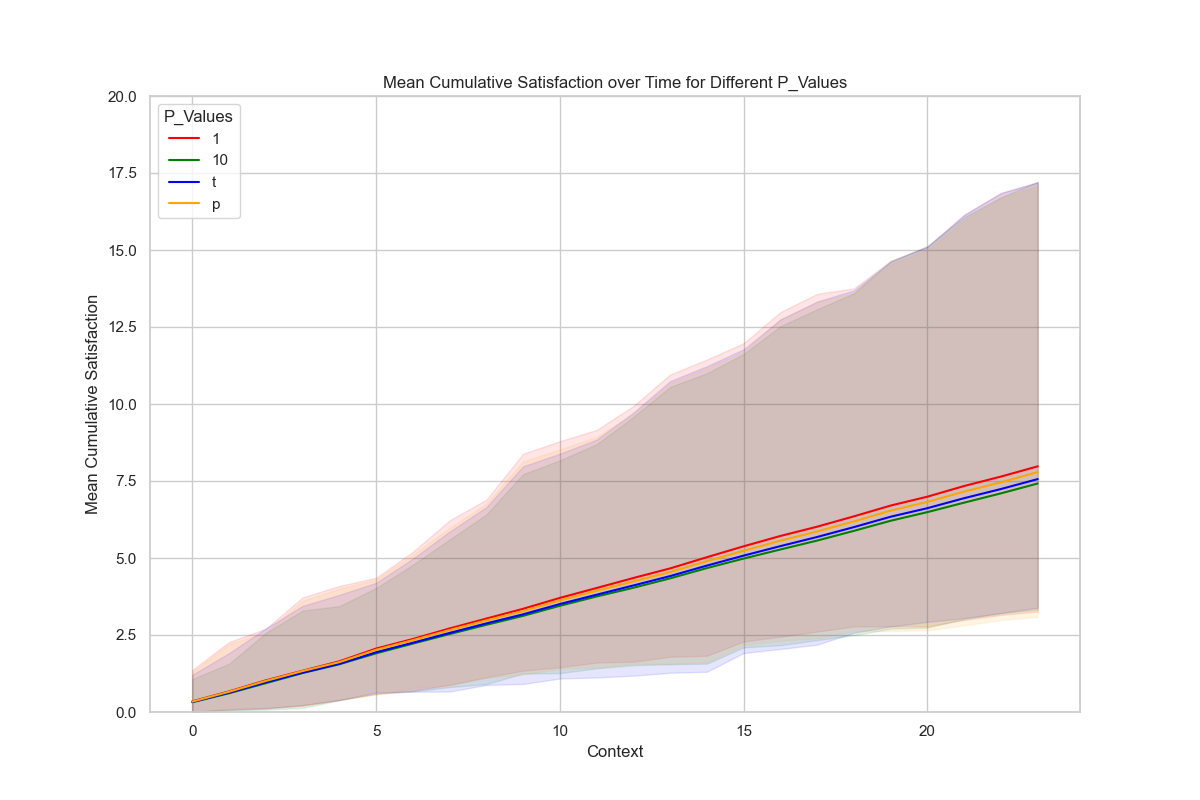 Mean Cumulative Satisfaction over Time for Different P_Values
P_Values
1
10
t
p
20.0
17.5
15.0
12.5
10.0
7.5
5.0
2.5
0.0
Mean Cumulative Satisfaction
0 5 10 15 20
Context